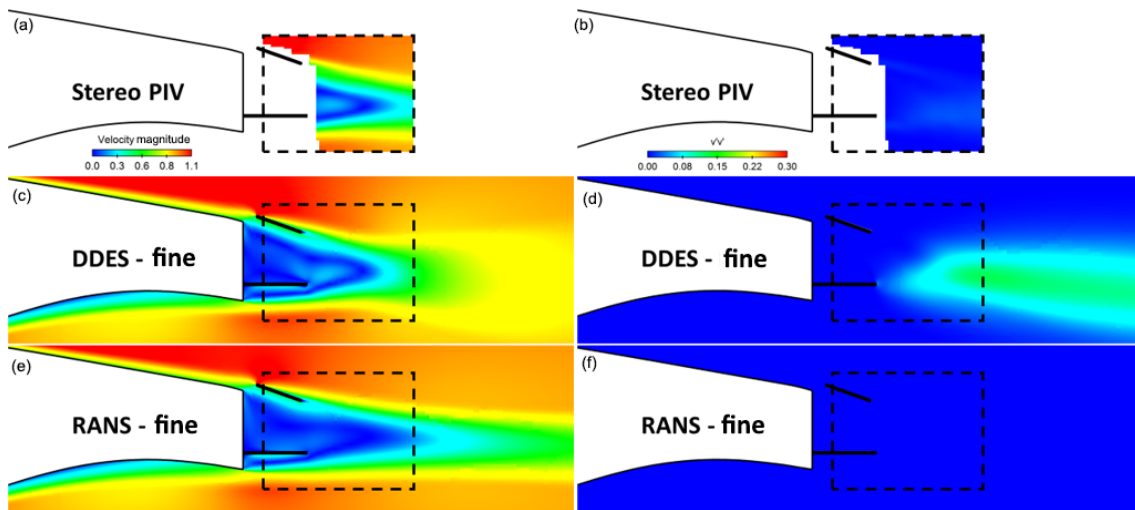 (a)
Stereo PIV
Velocity magnitude
0.0 0.3 0.6 0.8 1.1
(b)
Stereo PIV
v'v'
0.00 0.08 0.15 0.22 0.30
(c)
DDES - fine
(d)
DDES - fine
(e)
RANS - fine
(f)
RANS - fine